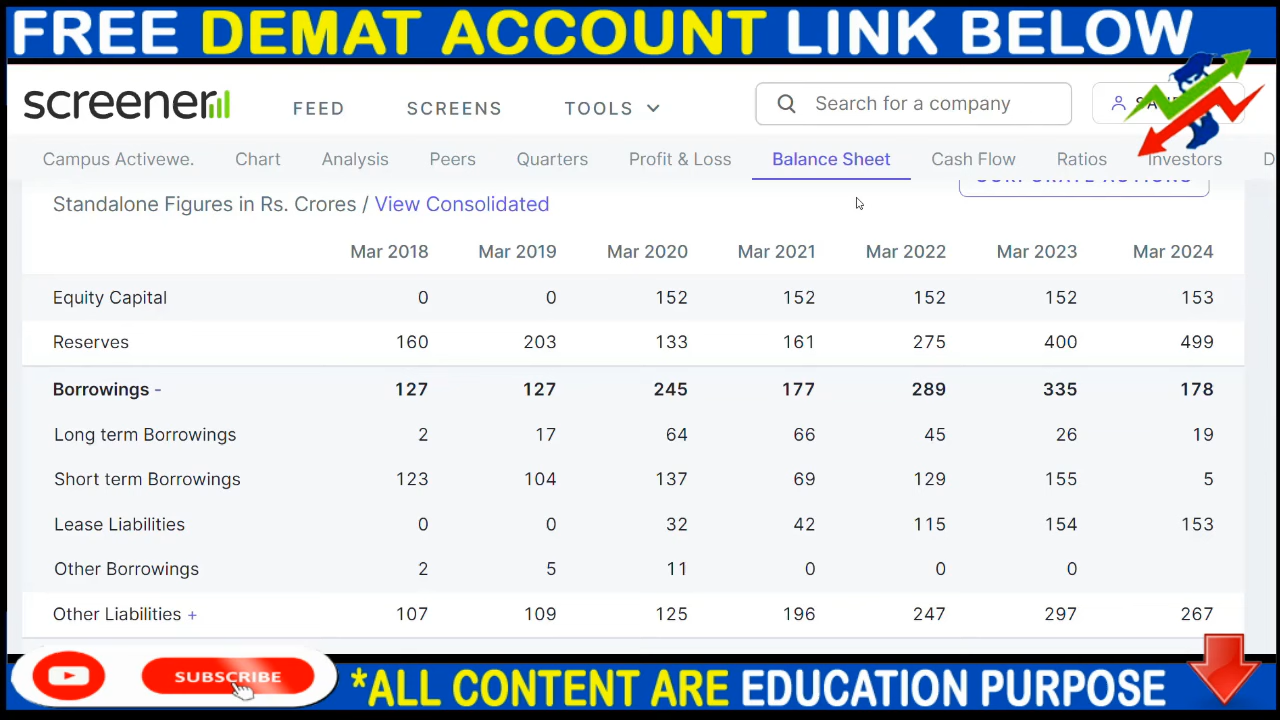 FREE DEMAT ACCOUNT LINK BELOW
screener FEED SCREENS TOOLS Search for a company
Campus Activewe. Chart Analysis Peers Quarters Profit & Loss Balance Sheet Cash Flow Ratios Investors D
CORPORATE ACTIONS
Standalone Figures in Rs. Crores / View Consolidated
Mar 2018 Mar 2019 Mar 2020 Mar 2021 Mar 2022 Mar 2023 Mar 2024
Equity Capital 0 0 152 152 152 152 153
Reserves 160 203 133 161 275 400 499
Borrowings - 127 127 245 177 289 335 178
Long term Borrowings 2 17 64 66 45 26 19
Short term Borrowings 123 104 137 69 129 155 5
Lease Liabilities 0 0 32 42 115 154 153
Other Borrowings 2 5 11 0 0 0
Other Liabilities + 107 109 125 196 247 297 267
SUBSCRIBE
*ALL CONTENT ARE EDUCATION PURPOSE